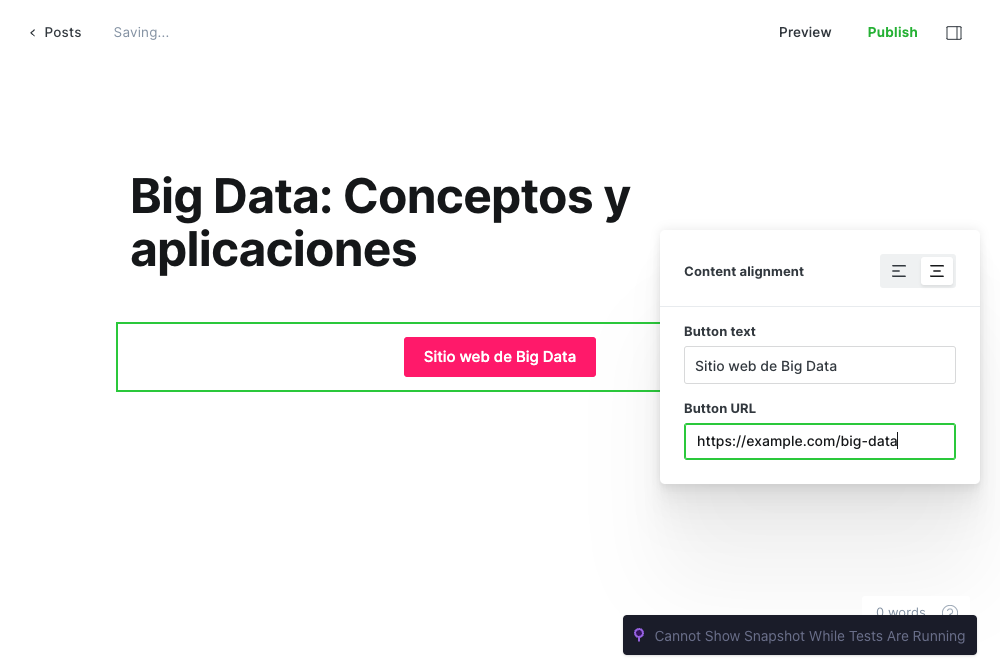 Posts
Saving...
Preview
Publish
Big Data: Conceptos y
aplicaciones
Content alignment
Sitio web de Big Data
Button text
Sitio web de Big Data
Button URL
https://example.com/big-data
0 words
Cannot Show Snapshot While Tests Are Running